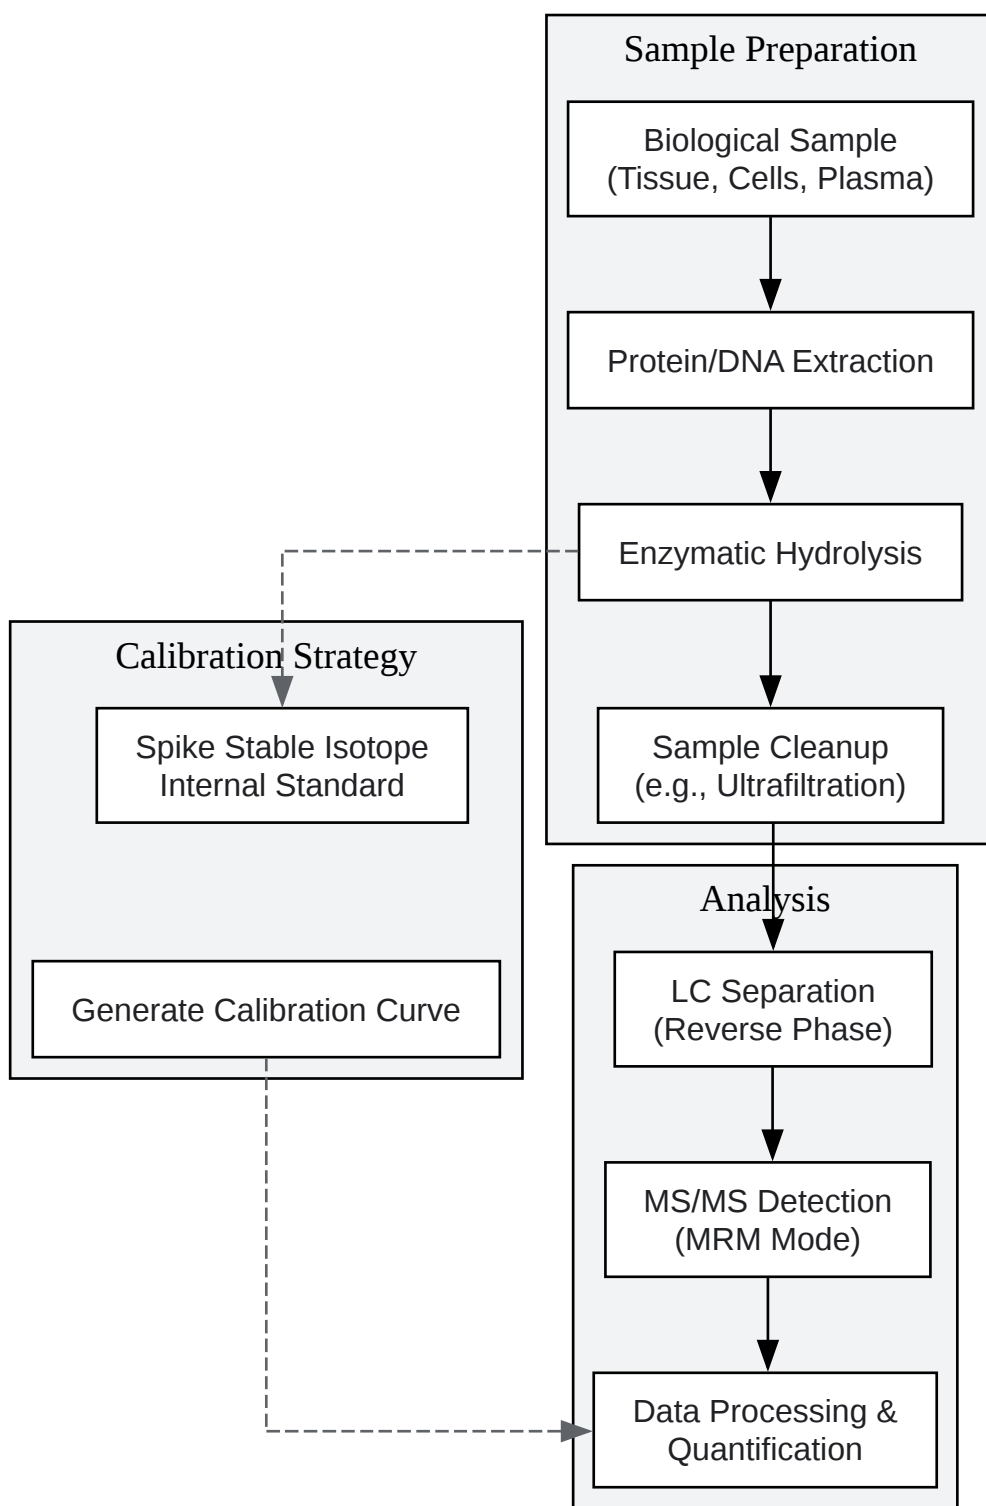 Sample Preparation
Biological Sample
(Tissue, Cells, Plasma)
Protein/DNA Extraction
Enzymatic Hydrolysis
Sample Cleanup
(e.g., Ultrafiltration)
Calibration Strategy
Spike Stable Isotope
Internal Standard
Generate Calibration Curve
Analysis
LC Separation
(Reverse Phase)
MS/MS Detection
(MRM Mode)
Data Processing &
Quantification